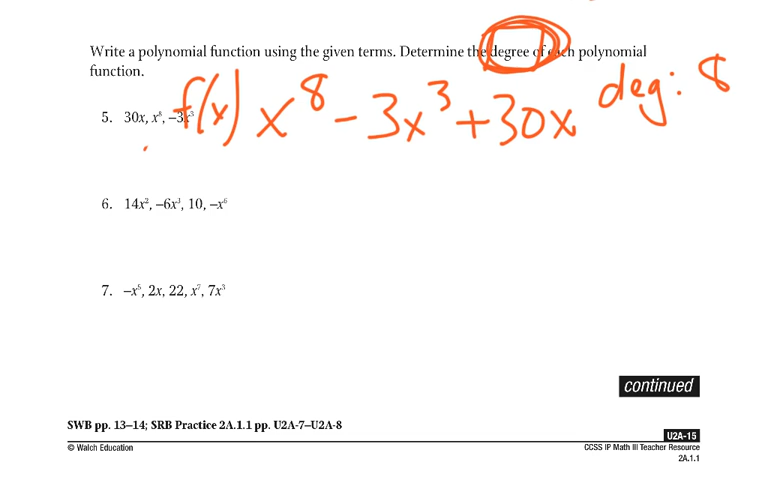 Write a polynomial function using the given terms. Determine the degree of each polynomial
function.
5. 30x, x⁸, –3x³
f(x) x⁸ – 3x³ + 30x deg: 8
6. 14x², –6x³, 10, –x⁶
7. –x⁵, 2x, 22, x⁷, 7x³
continued
SWB pp. 13–14; SRB Practice 2A.1.1 pp. U2A-7–U2A-8
U2A-15
© Walch Education
CCSS IP Math III Teacher Resource
2A.1.1